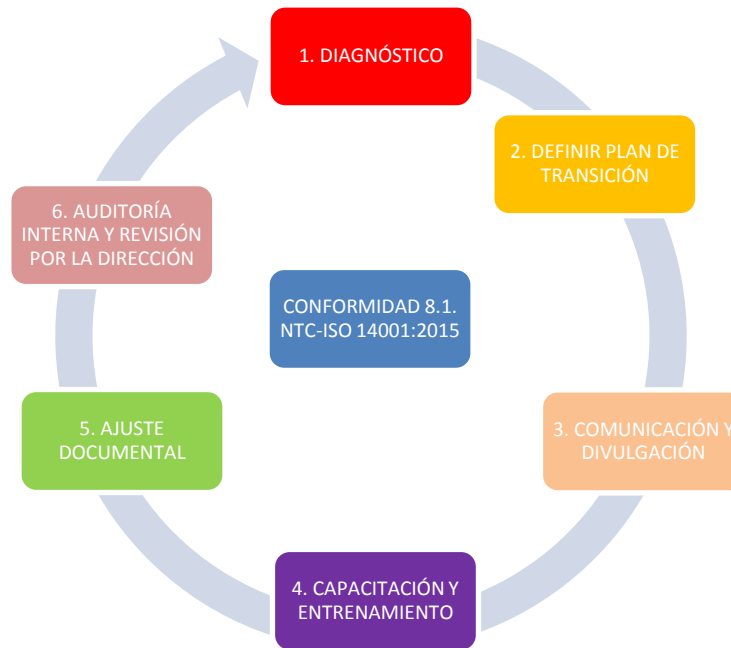 1. DIAGNÓSTICO
2. DEFINIR PLAN DE
TRANSICIÓN
3. COMUNICACIÓN Y
DIVULGACIÓN
4. CAPACITACIÓN Y
ENTRENAMIENTO
5. AJUSTE
DOCUMENTAL
6. AUDITORÍA
INTERNA Y REVISIÓN
POR LA DIRECCIÓN
CONFORMIDAD 8.1.
NTC-ISO 14001:2015